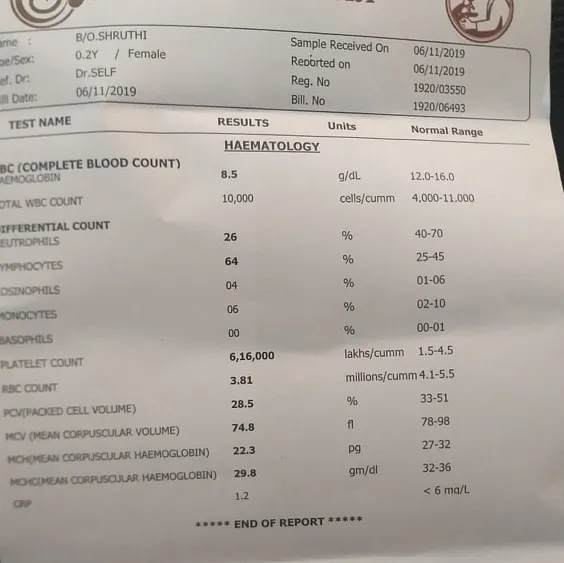 ame : B/O.SHRUTHI Sample Received On 06/11/2019
e/Sex: 0.2Y / Female Reported on 06/11/2019
ef. Dr: Dr.SELF Reg. No 1920/03550
ill Date: 06/11/2019 Bill. No 1920/06493
TEST NAME RESULTS Units Normal Range
HAEMATOLOGY
BC (COMPLETE BLOOD COUNT)
AEMOGLOBIN 8.5 g/dL 12.0-16.0
OTAL WBC COUNT 10,000 cells/cumm 4,000-11,000
IFFERENTIAL COUNT
EUTROPHILS 26 % 40-70
YMPHOCYTES 64 % 25-45
OSINOPHILS 04 % 01-06
MONOCYTES 06 % 02-10
BASOPHILS 00 % 00-01
PLATELET COUNT 6,16,000 lakhs/cumm 1.5-4.5
RBC COUNT 3.81 millions/cumm 4.1-5.5
PCV(PACKED CELL VOLUME) 28.5 % 33-51
MCV (MEAN CORPUSCULAR VOLUME) 74.8 fl 78-98
MCH(MEAN CORPUSCULAR HAEMOGLOBIN) 22.3 pg 27-32
MCHC(MEAN CORPUSCULAR HAEMOGLOBIN) 29.8 gm/dl 32-36
CRP 1.2 < 6 mg/L
***** END OF REPORT *****